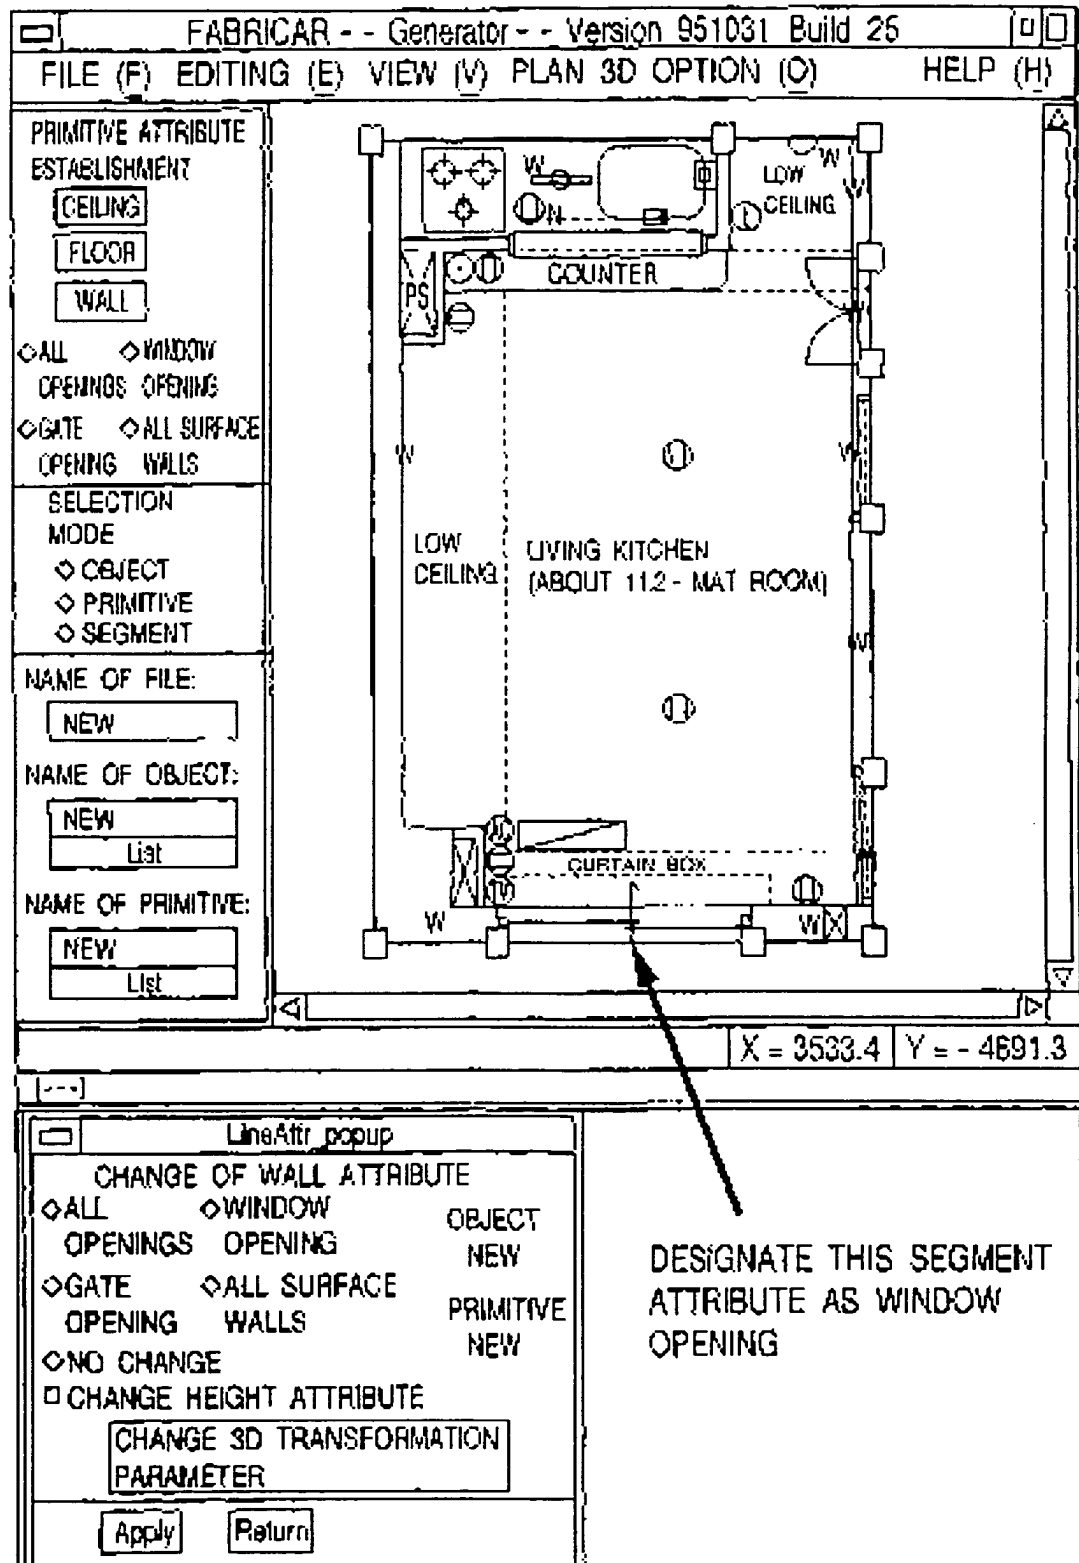 FABRICAR - - Generator - - Version 951031 Build 25
FILE (F) EDITING (E) VIEW (V) PLAN 3D OPTION (O) HELP (H)
PRIMITIVE ATTRIBUTE
ESTABLISHMENT
CEILING
FLOOR
WALL
ALL WINDOW
OPENINGS OPENING
GATE ALL SURFACE
OPENING WALLS
SELECTION
MODE
OBJECT
PRIMITIVE
SEGMENT
NAME OF FILE:
NEW
NAME OF OBJECT:
NEW
List
NAME OF PRIMITIVE:
NEW
List
W
W
LOW
CEILING
W
N
COUNTER
PS
W
W
LOW
CEILING
LIVING KITCHEN
(ABOUT 11.2 - MAT ROOM)
W
CURTAIN BOX
W
W
X = 3533.4 Y = - 4691.3
[---]
LineAttr_popup
CHANGE OF WALL ATTRIBUTE
ALL WINDOW
OPENINGS OPENING
OBJECT
NEW
GATE ALL SURFACE
OPENING WALLS
PRIMITIVE
NEW
NO CHANGE
CHANGE HEIGHT ATTRIBUTE
CHANGE 3D TRANSFORMATION
PARAMETER
Apply Return
DESIGNATE THIS SEGMENT
ATTRIBUTE AS WINDOW
OPENING